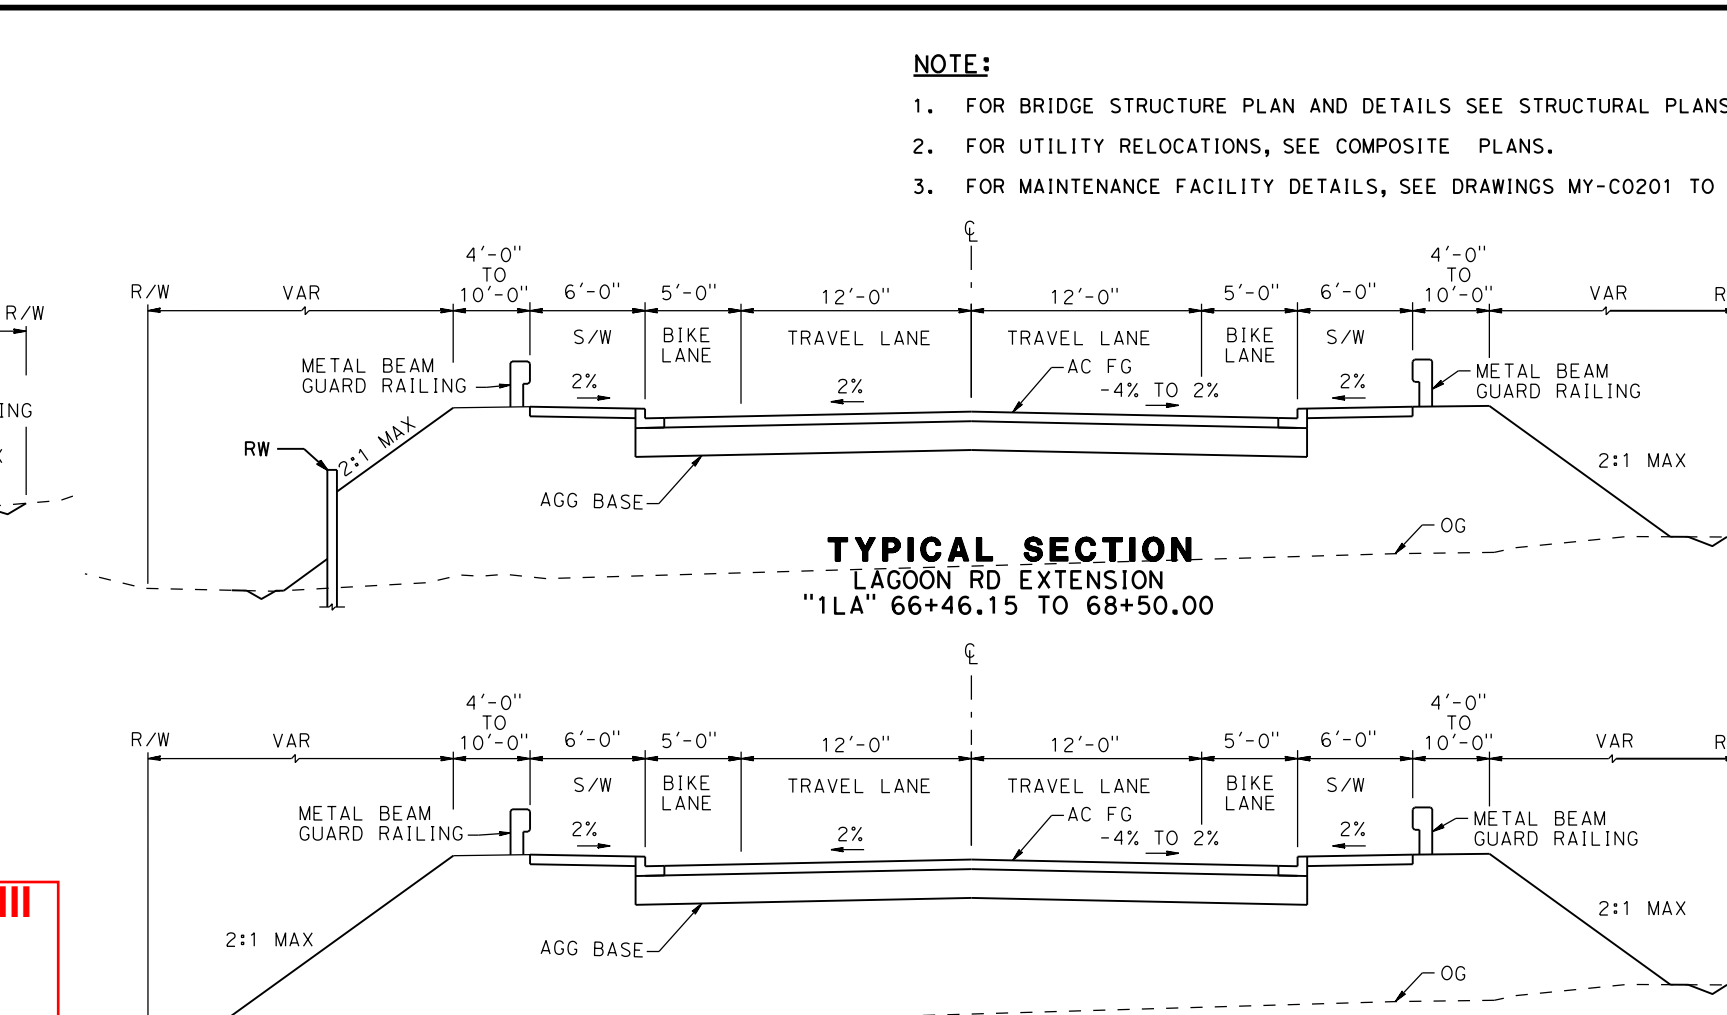 NOTE:
1. FOR BRIDGE STRUCTURE PLAN AND DETAILS SEE STRUCTURAL PLANS
2. FOR UTILITY RELOCATIONS, SEE COMPOSITE PLANS.
3. FOR MAINTENANCE FACILITY DETAILS, SEE DRAWINGS MY-C0201 TO
R/W
ING
℄
4'-0" TO 10'-0"
4'-0" TO 10'-0"
R/W VAR 6'-0" 5'-0" 12'-0" 12'-0" 5'-0" 6'-0" VAR R
S/W BIKE LANE TRAVEL LANE TRAVEL LANE BIKE LANE S/W
METAL BEAM GUARD RAILING
AC FG
METAL BEAM GUARD RAILING
2% 2% -4% TO 2% 2%
RW
2:1 MAX
2:1 MAX
AGG BASE
OG
TYPICAL SECTION
LAGOON RD EXTENSION
"1LA" 66+46.15 TO 68+50.00
℄
4'-0" TO 10'-0"
4'-0" TO 10'-0"
R/W VAR 6'-0" 5'-0" 12'-0" 12'-0" 5'-0" 6'-0" VAR R
S/W BIKE LANE TRAVEL LANE TRAVEL LANE BIKE LANE S/W
METAL BEAM GUARD RAILING
AC FG
METAL BEAM GUARD RAILING
2% 2% -4% TO 2% 2%
2:1 MAX
2:1 MAX
AGG BASE
OG